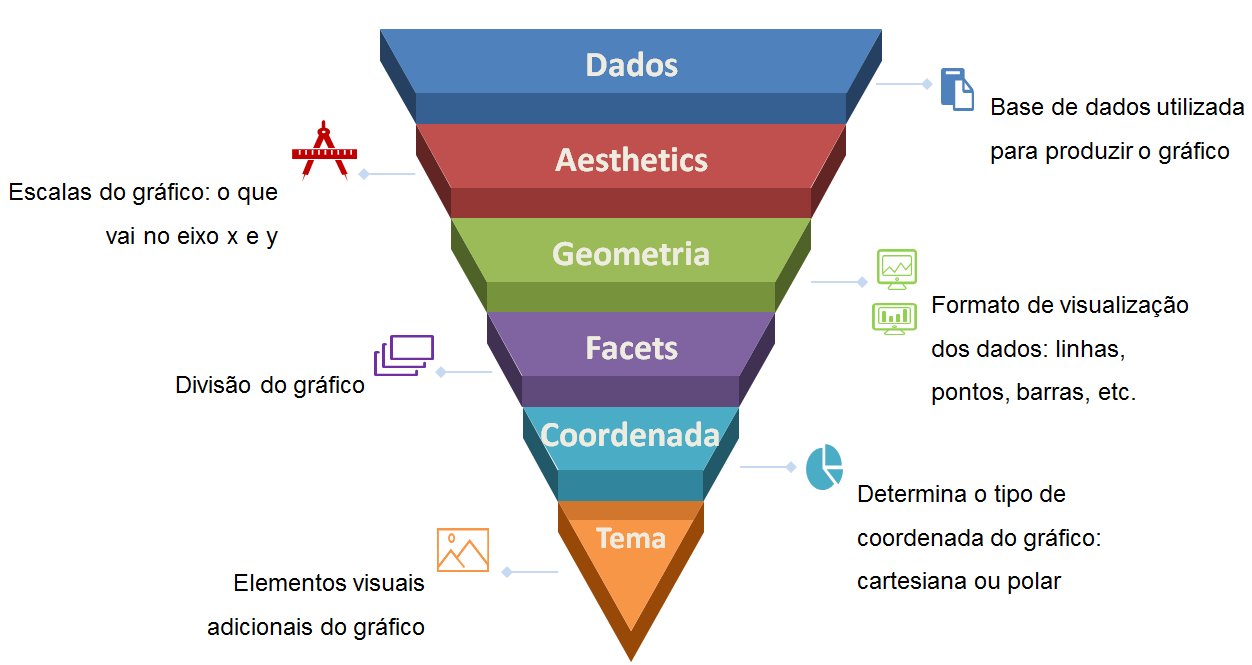 Dados
Base de dados utilizada
para produzir o gráfico
Aesthetics
Escalas do gráfico: o que
vai no eixo x e y
Geometria
Formato de visualização
dos dados: linhas,
pontos, barras, etc.
Facets
Divisão do gráfico
Coordenada
Determina o tipo de
coordenada do gráfico:
cartesiana ou polar
Tema
Elementos visuais
adicionais do gráfico